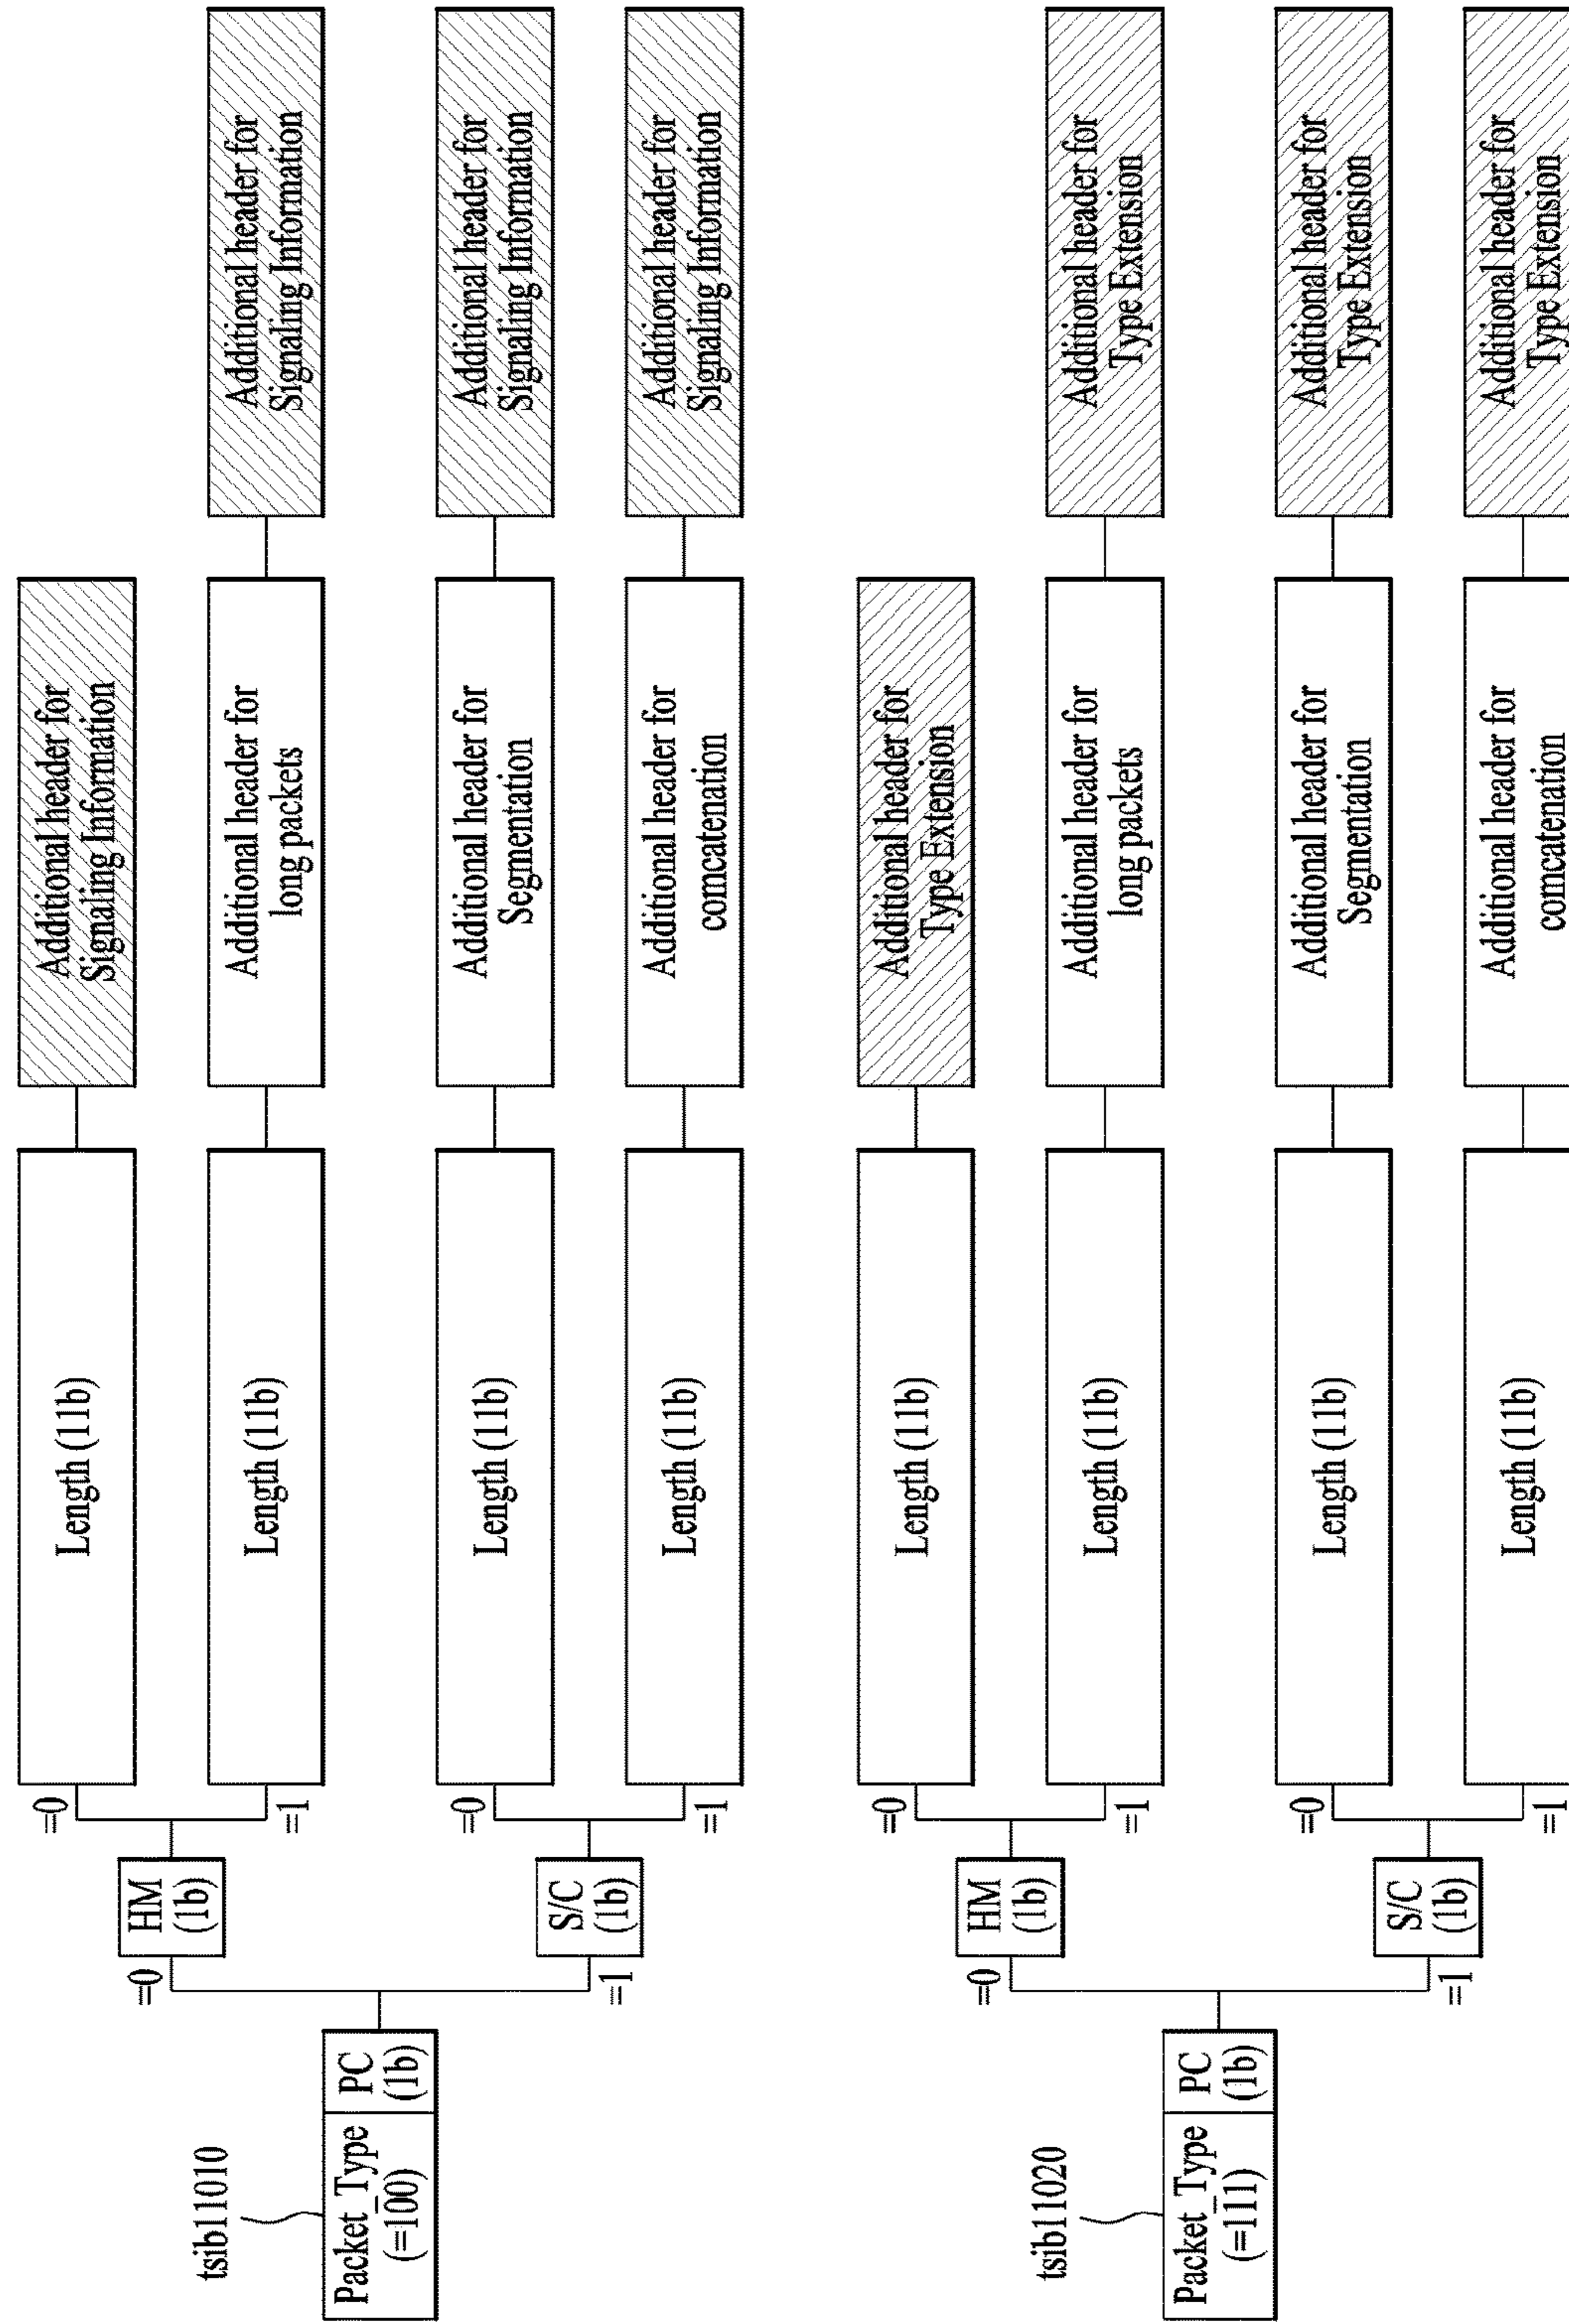 tsib11010
Packet_Type
(=100)
PC
(1b)
=0
HM
(1b)
=0
Length (11b)
Additional header for
Signaling Information
=1
Length (11b)
Additional header for
long packets
Additional header for
Signaling Information
=1
S/C
(1b)
=0
Length (11b)
Additional header for
Segmentation
Additional header for
Signaling Information
=1
Length (11b)
Additional header for
comcatenation
Additional header for
Signaling Information
tsib11020
Packet_Type
(=111)
PC
(1b)
=0
HM
(1b)
=0
Length (11b)
Additional header for
Type Extension
=1
Length (11b)
Additional header for
long packets
Additional header for
Type Extension
=1
S/C
(1b)
=0
Length (11b)
Additional header for
Segmentation
Additional header for
Type Extension
=1
Length (11b)
Additional header for
comcatenation
Additional header for
Type Extension